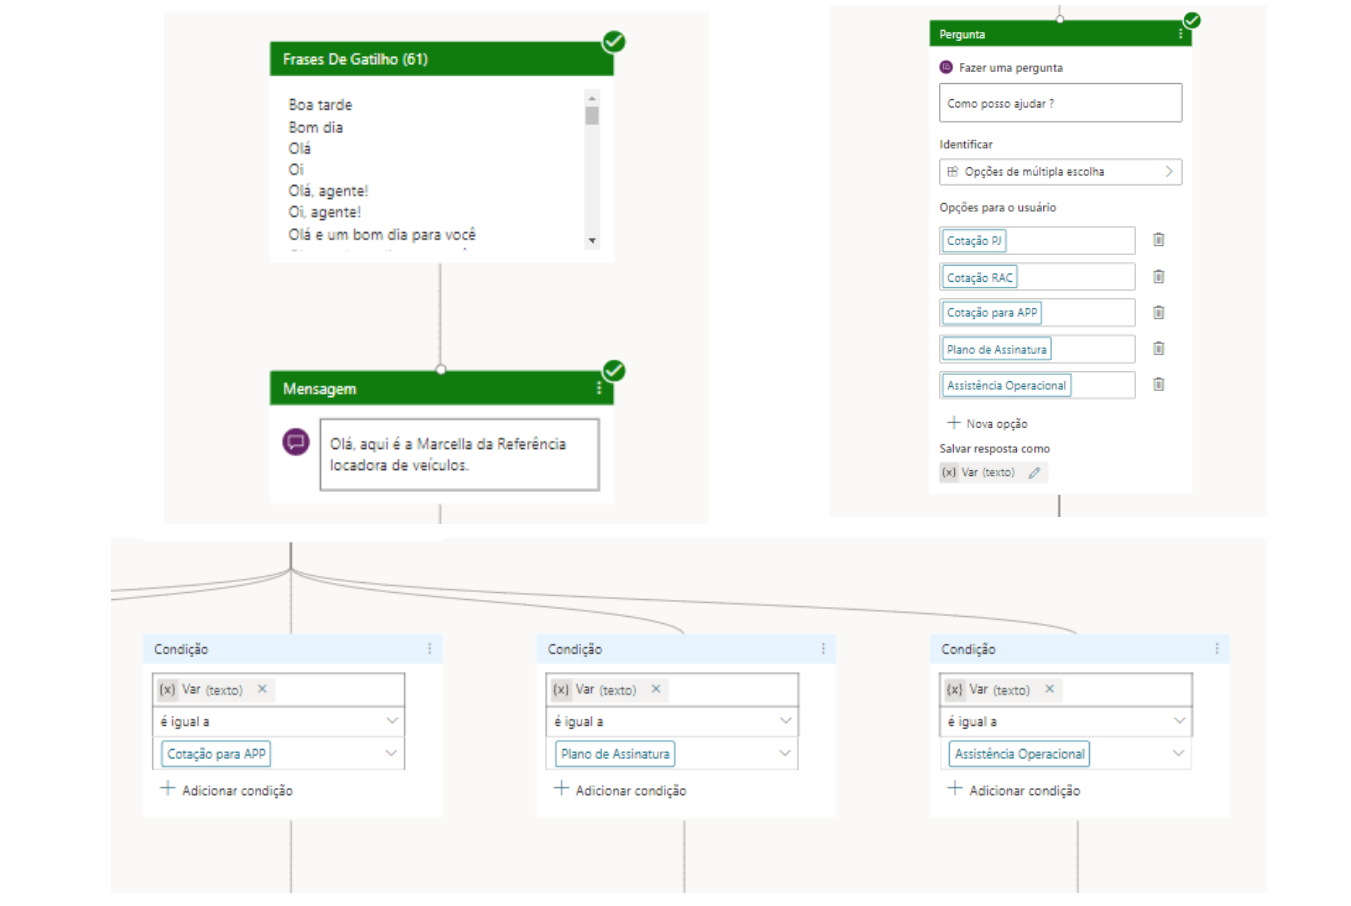 Frases De Gatilho (61)
Boa tarde
Bom dia
Olá
Oi
Olá, agente!
Oi, agente!
Olá e um bom dia para você
Mensagem
Olá, aqui é a Marcella da Referência
locadora de veículos.
Pergunta
Fazer uma pergunta
Como posso ajudar ?
Identificar
Opções de múltipla escolha
Opções para o usuário
Cotação PJ
Cotação RAC
Cotação para APP
Plano de Assinatura
Assistência Operacional
Nova opção
Salvar resposta como
{x} Var (texto)
Condição
{x} Var (texto) ×
é igual a
Cotação para APP
Adicionar condição
Condição
{x} Var (texto) ×
é igual a
Plano de Assinatura
Adicionar condição
Condição
{x} Var (texto) ×
é igual a
Assistência Operacional
Adicionar condição